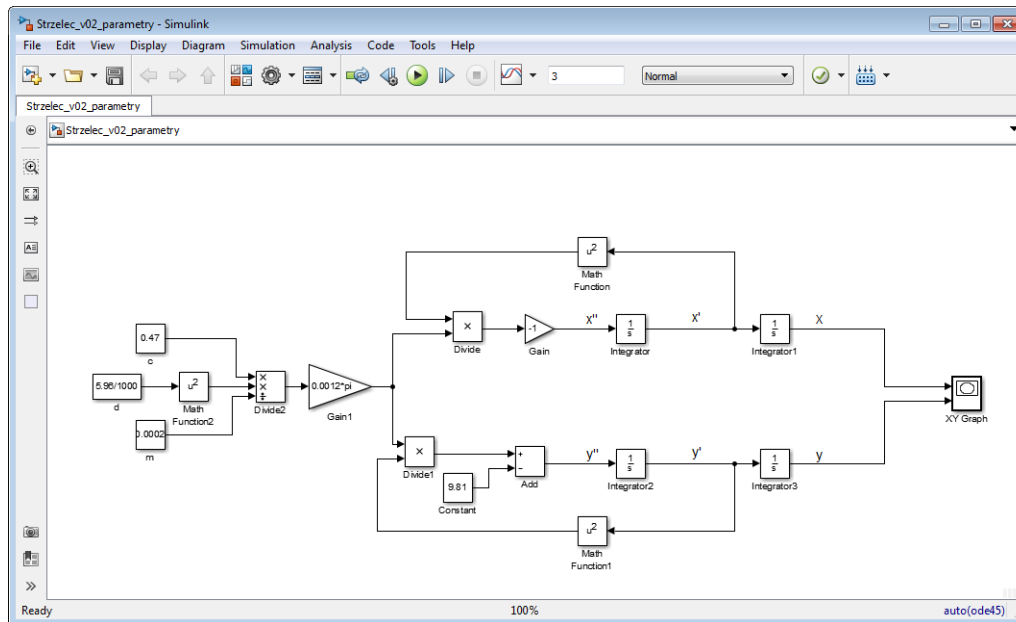 Strzelec_v02_parametry - Simulink
File Edit View Display Diagram Simulation Analysis Code Tools Help
3 Normal
Strzelec_v02_parametry
Strzelec_v02_parametry
u²
Math
Function
0.47
c
5.96/1000
d
u²
Math
Function2
0.0002
m
×
×
÷
Divide2
0.0012*pi
Gain1
×
Divide
-1
Gain
x''
1
s
Integrator
x'
1
s
Integrator1
x
XY Graph
×
Divide1
9.81
Constant
+
−
Add
y''
1
s
Integrator2
y'
1
s
Integrator3
y
u²
Math
Function1
Ready 100% auto(ode45)